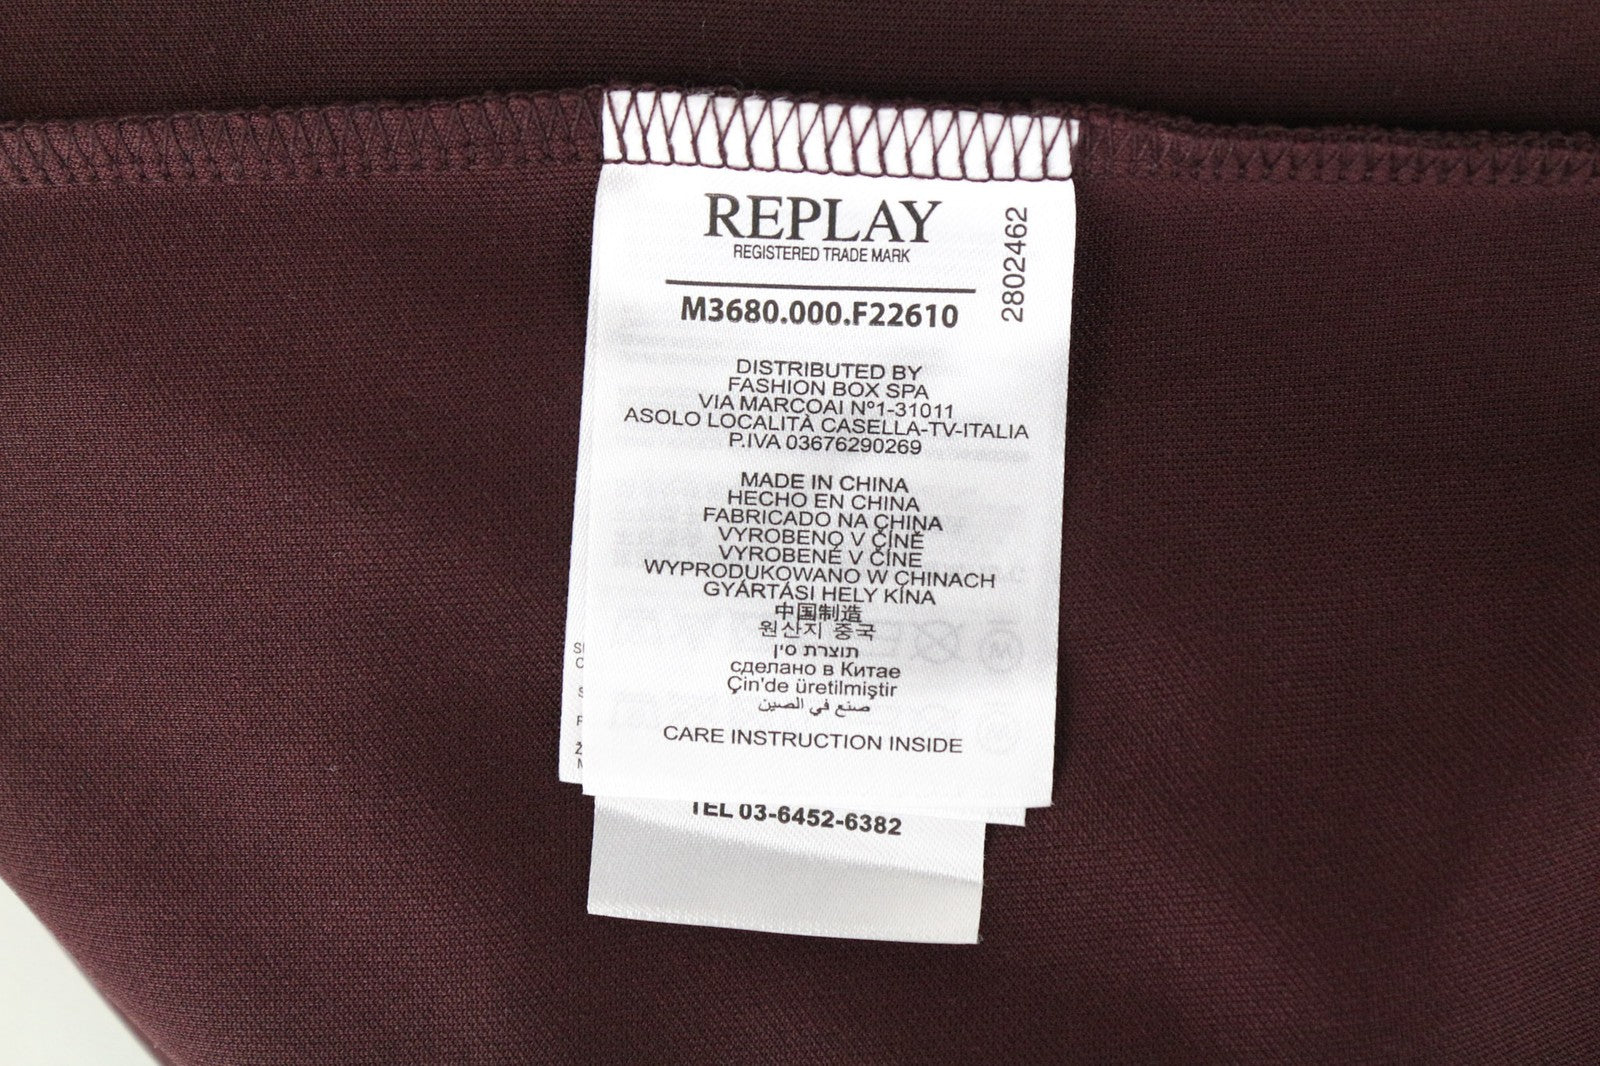 REPLAY
REGISTERED TRADE MARK
2802462
M3680.000.F22610
DISTRIBUTED BY
FASHION BOX SPA
VIA MARCOAI Nº1-31011
ASOLO LOCALITÀ CASELLA-TV-ITALIA
P.IVA 03676290269
MADE IN CHINA
HECHO EN CHINA
FABRICADO NA CHINA
VYROBENO V ČÍNĚ
VYROBENÉ V ČÍNE
WYPRODUKOWANO W CHINACH
GYÁRTÁSI HELY KÍNA
中国制造
원산지 중국
תוצרת סין
сделано в Китае
Çin'de üretilmiştir
صنع في الصين
CARE INSTRUCTION INSIDE
TEL 03-6452-6382